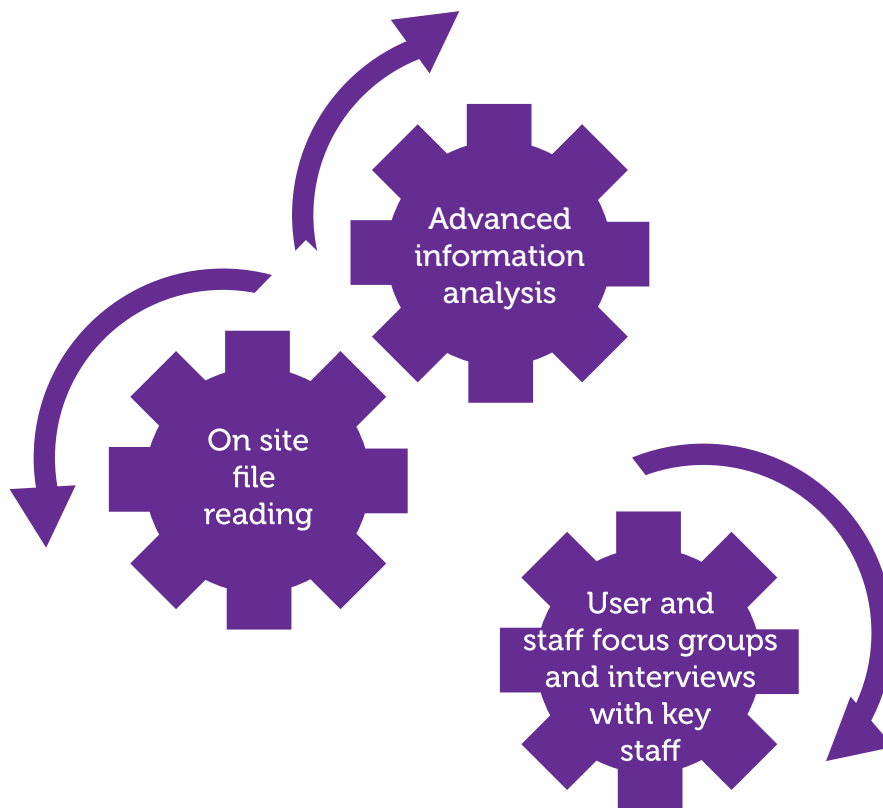 Advanced
information
analysis
On site
file
reading
User and
staff focus groups
and interviews
with key
staff